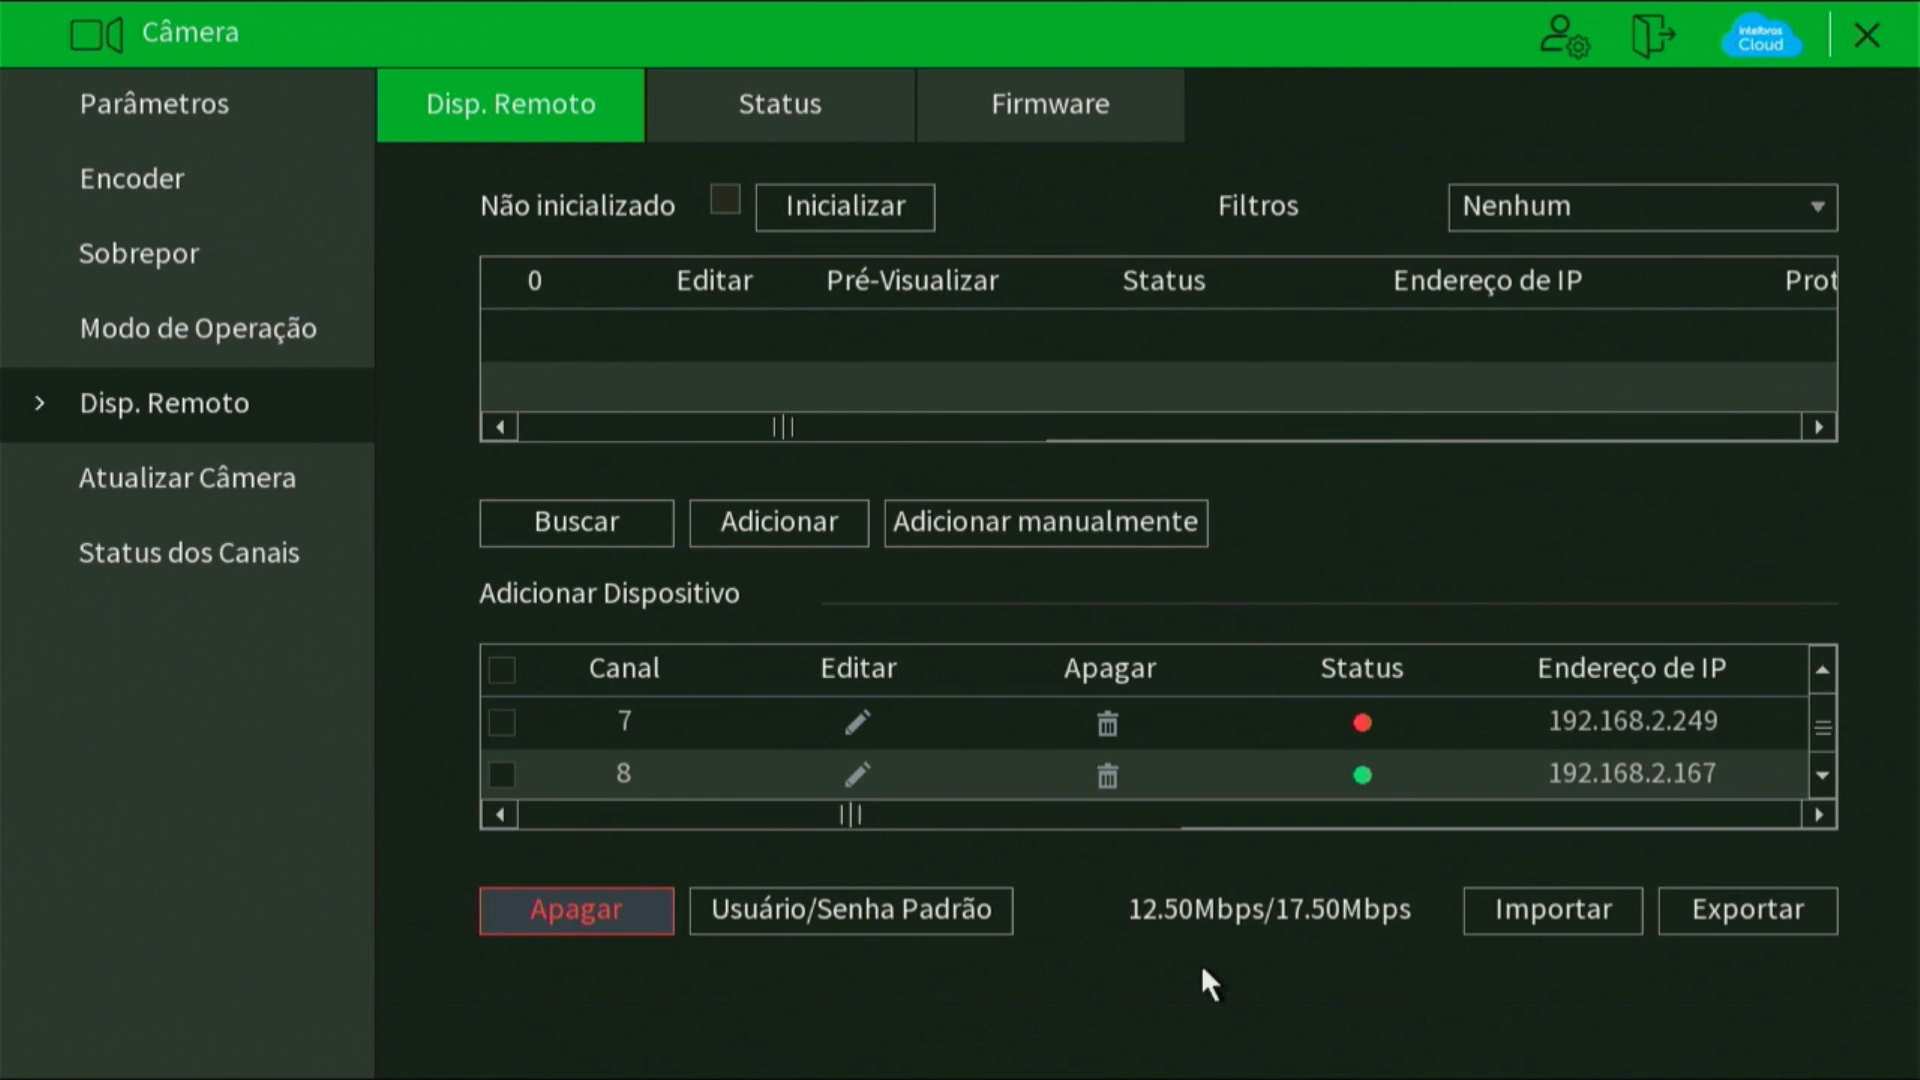 Câmera
intelbras
Cloud
Parâmetros
Encoder
Sobrepor
Modo de Operação
Disp. Remoto
Atualizar Câmera
Status dos Canais
Disp. Remoto Status Firmware
Não inicializado Inicializar Filtros Nenhum
0 Editar Pré-Visualizar Status Endereço de IP Prot
Buscar Adicionar Adicionar manualmente
Adicionar Dispositivo
Canal Editar Apagar Status Endereço de IP
7 192.168.2.249
8 192.168.2.167
Apagar Usuário/Senha Padrão 12.50Mbps/17.50Mbps Importar Exportar